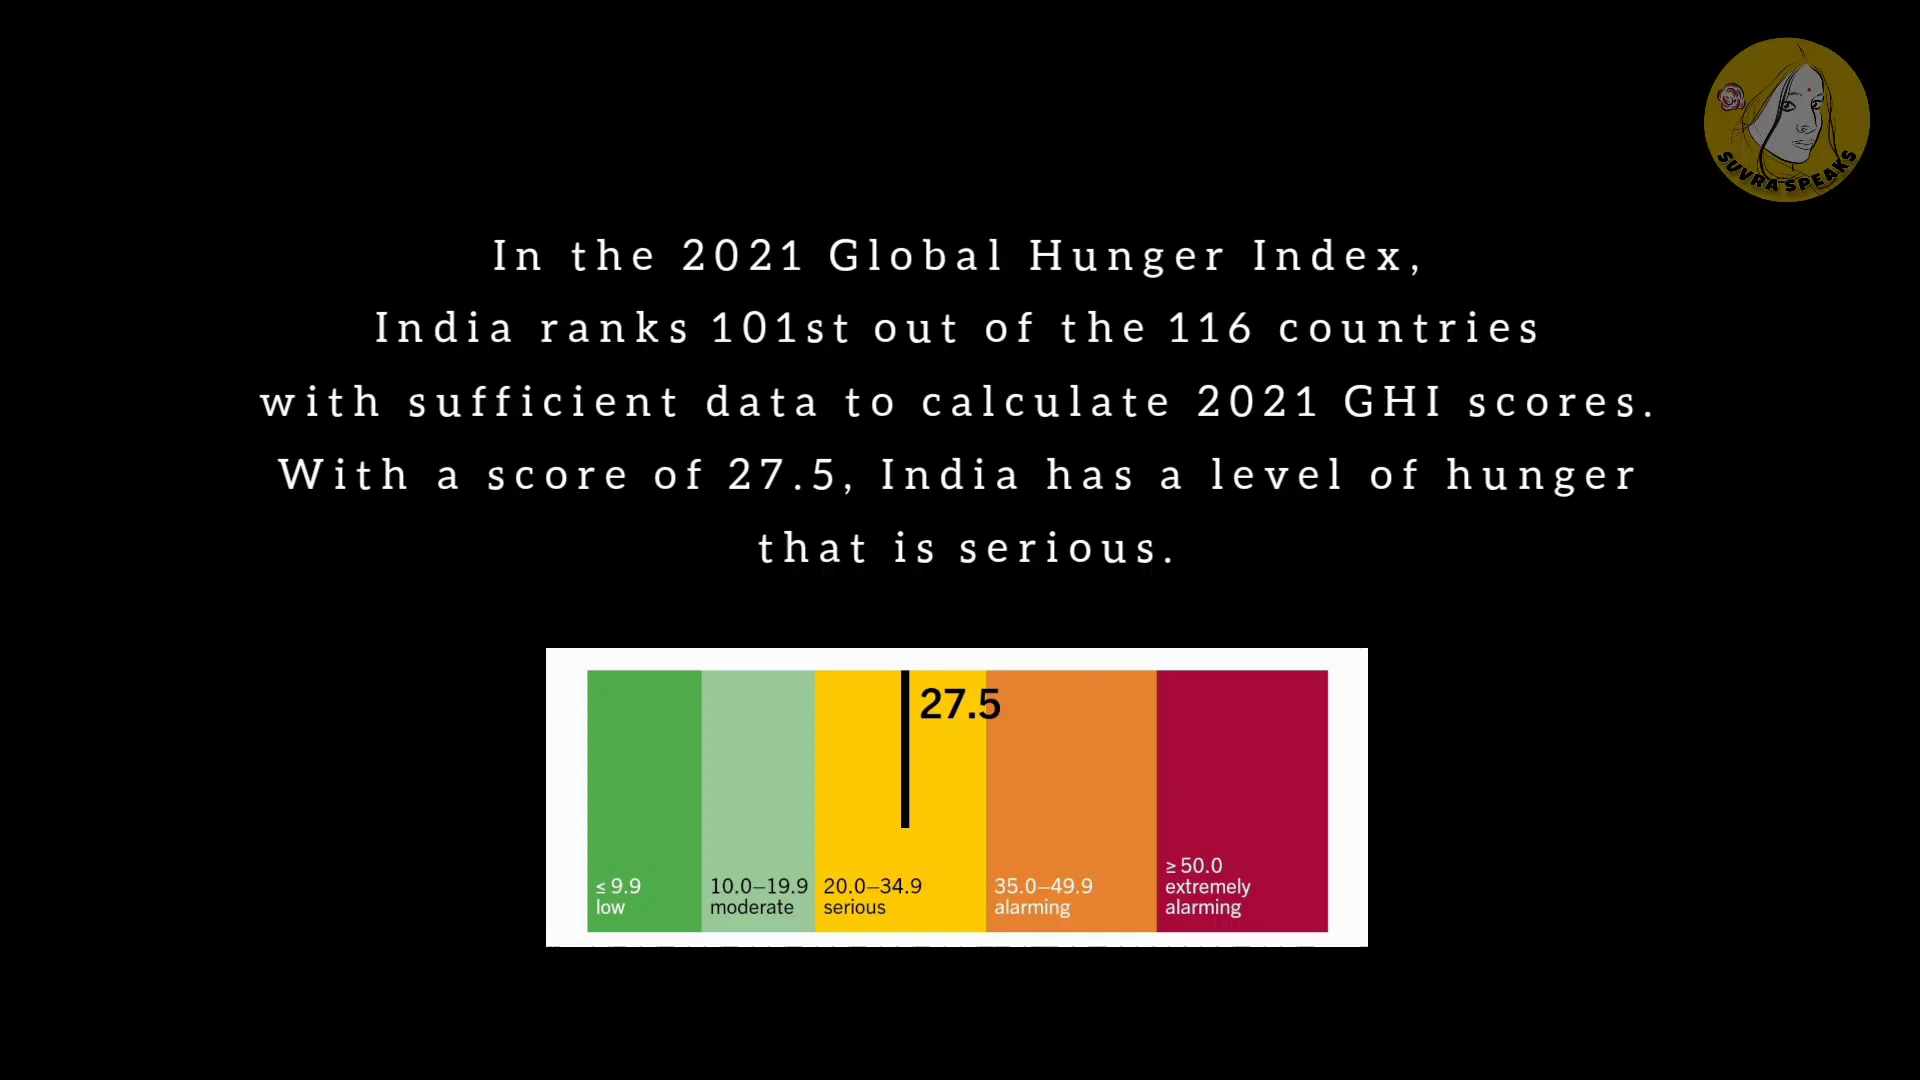 SUVRA SPEAKS
In the 2021 Global Hunger Index,
India ranks 101st out of the 116 countries
with sufficient data to calculate 2021 GHI scores.
With a score of 27.5, India has a level of hunger
that is serious.
27.5
≤ 9.9
low
10.0–19.9
moderate
20.0–34.9
serious
35.0–49.9
alarming
≥ 50.0
extremely
alarming